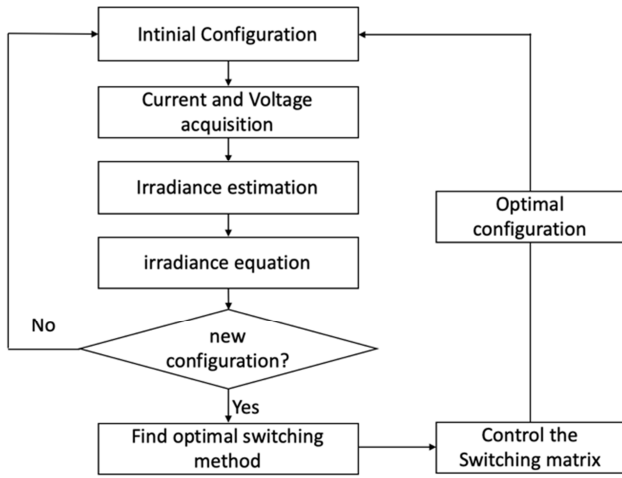 Intinial Configuration
Current and Voltage
acquisition
Irradiance estimation
irradiance equation
new
configuration?
No
Yes
Find optimal switching
method
Control the
Switching matrix
Optimal
configuration